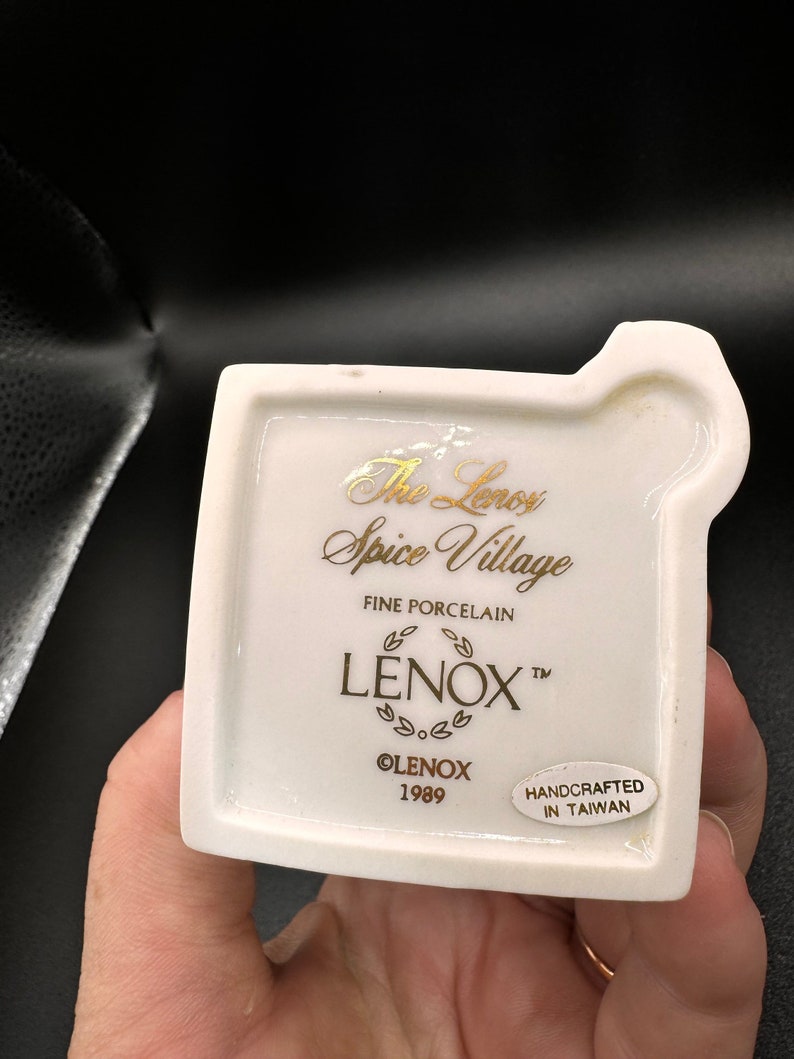 The Lenox
Spice Village
FINE PORCELAIN
LENOX™
©LENOX
1989
HANDCRAFTED
IN TAIWAN